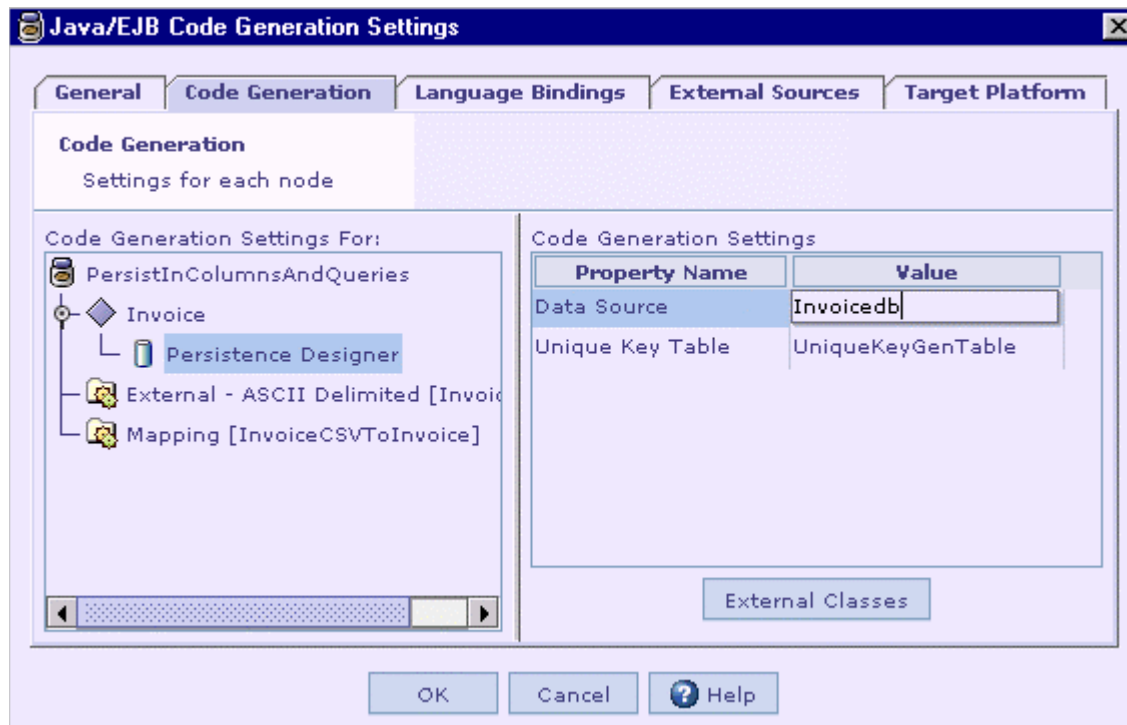 Java/EJB Code Generation Settings
General Code Generation Language Bindings External Sources Target Platform
Code Generation
Settings for each node
Code Generation Settings For:
PersistInColumnsAndQueries
Invoice
Persistence Designer
External - ASCII Delimited [Invoic
Mapping [InvoiceCSVToInvoice]
Code Generation Settings
Property Name Value
Data Source Invoicedb
Unique Key Table UniqueKeyGenTable
External Classes
OK Cancel Help